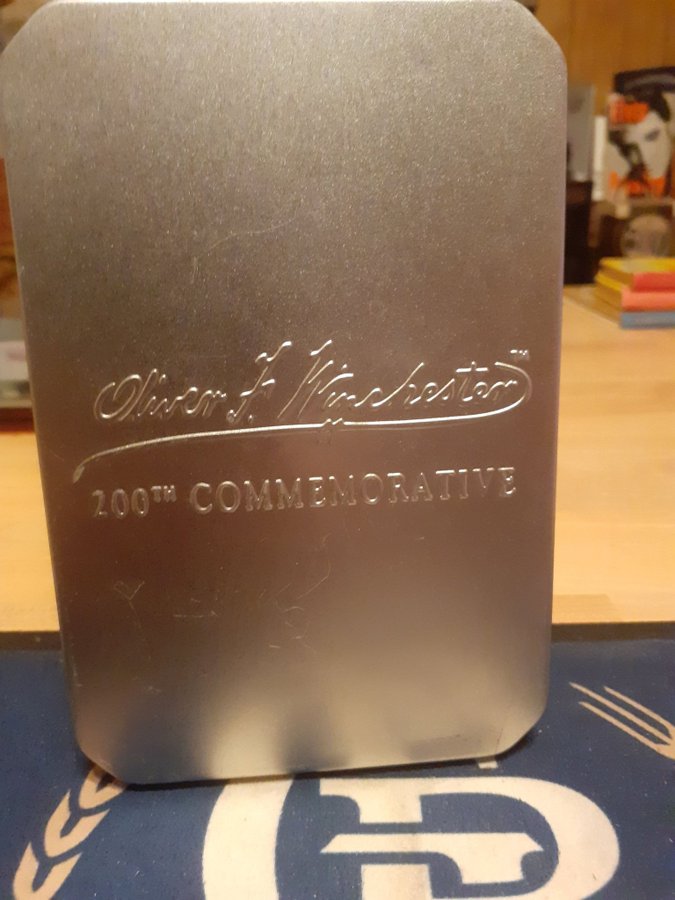 Oliver F. Winchester™
200TH COMMEMORATIVE